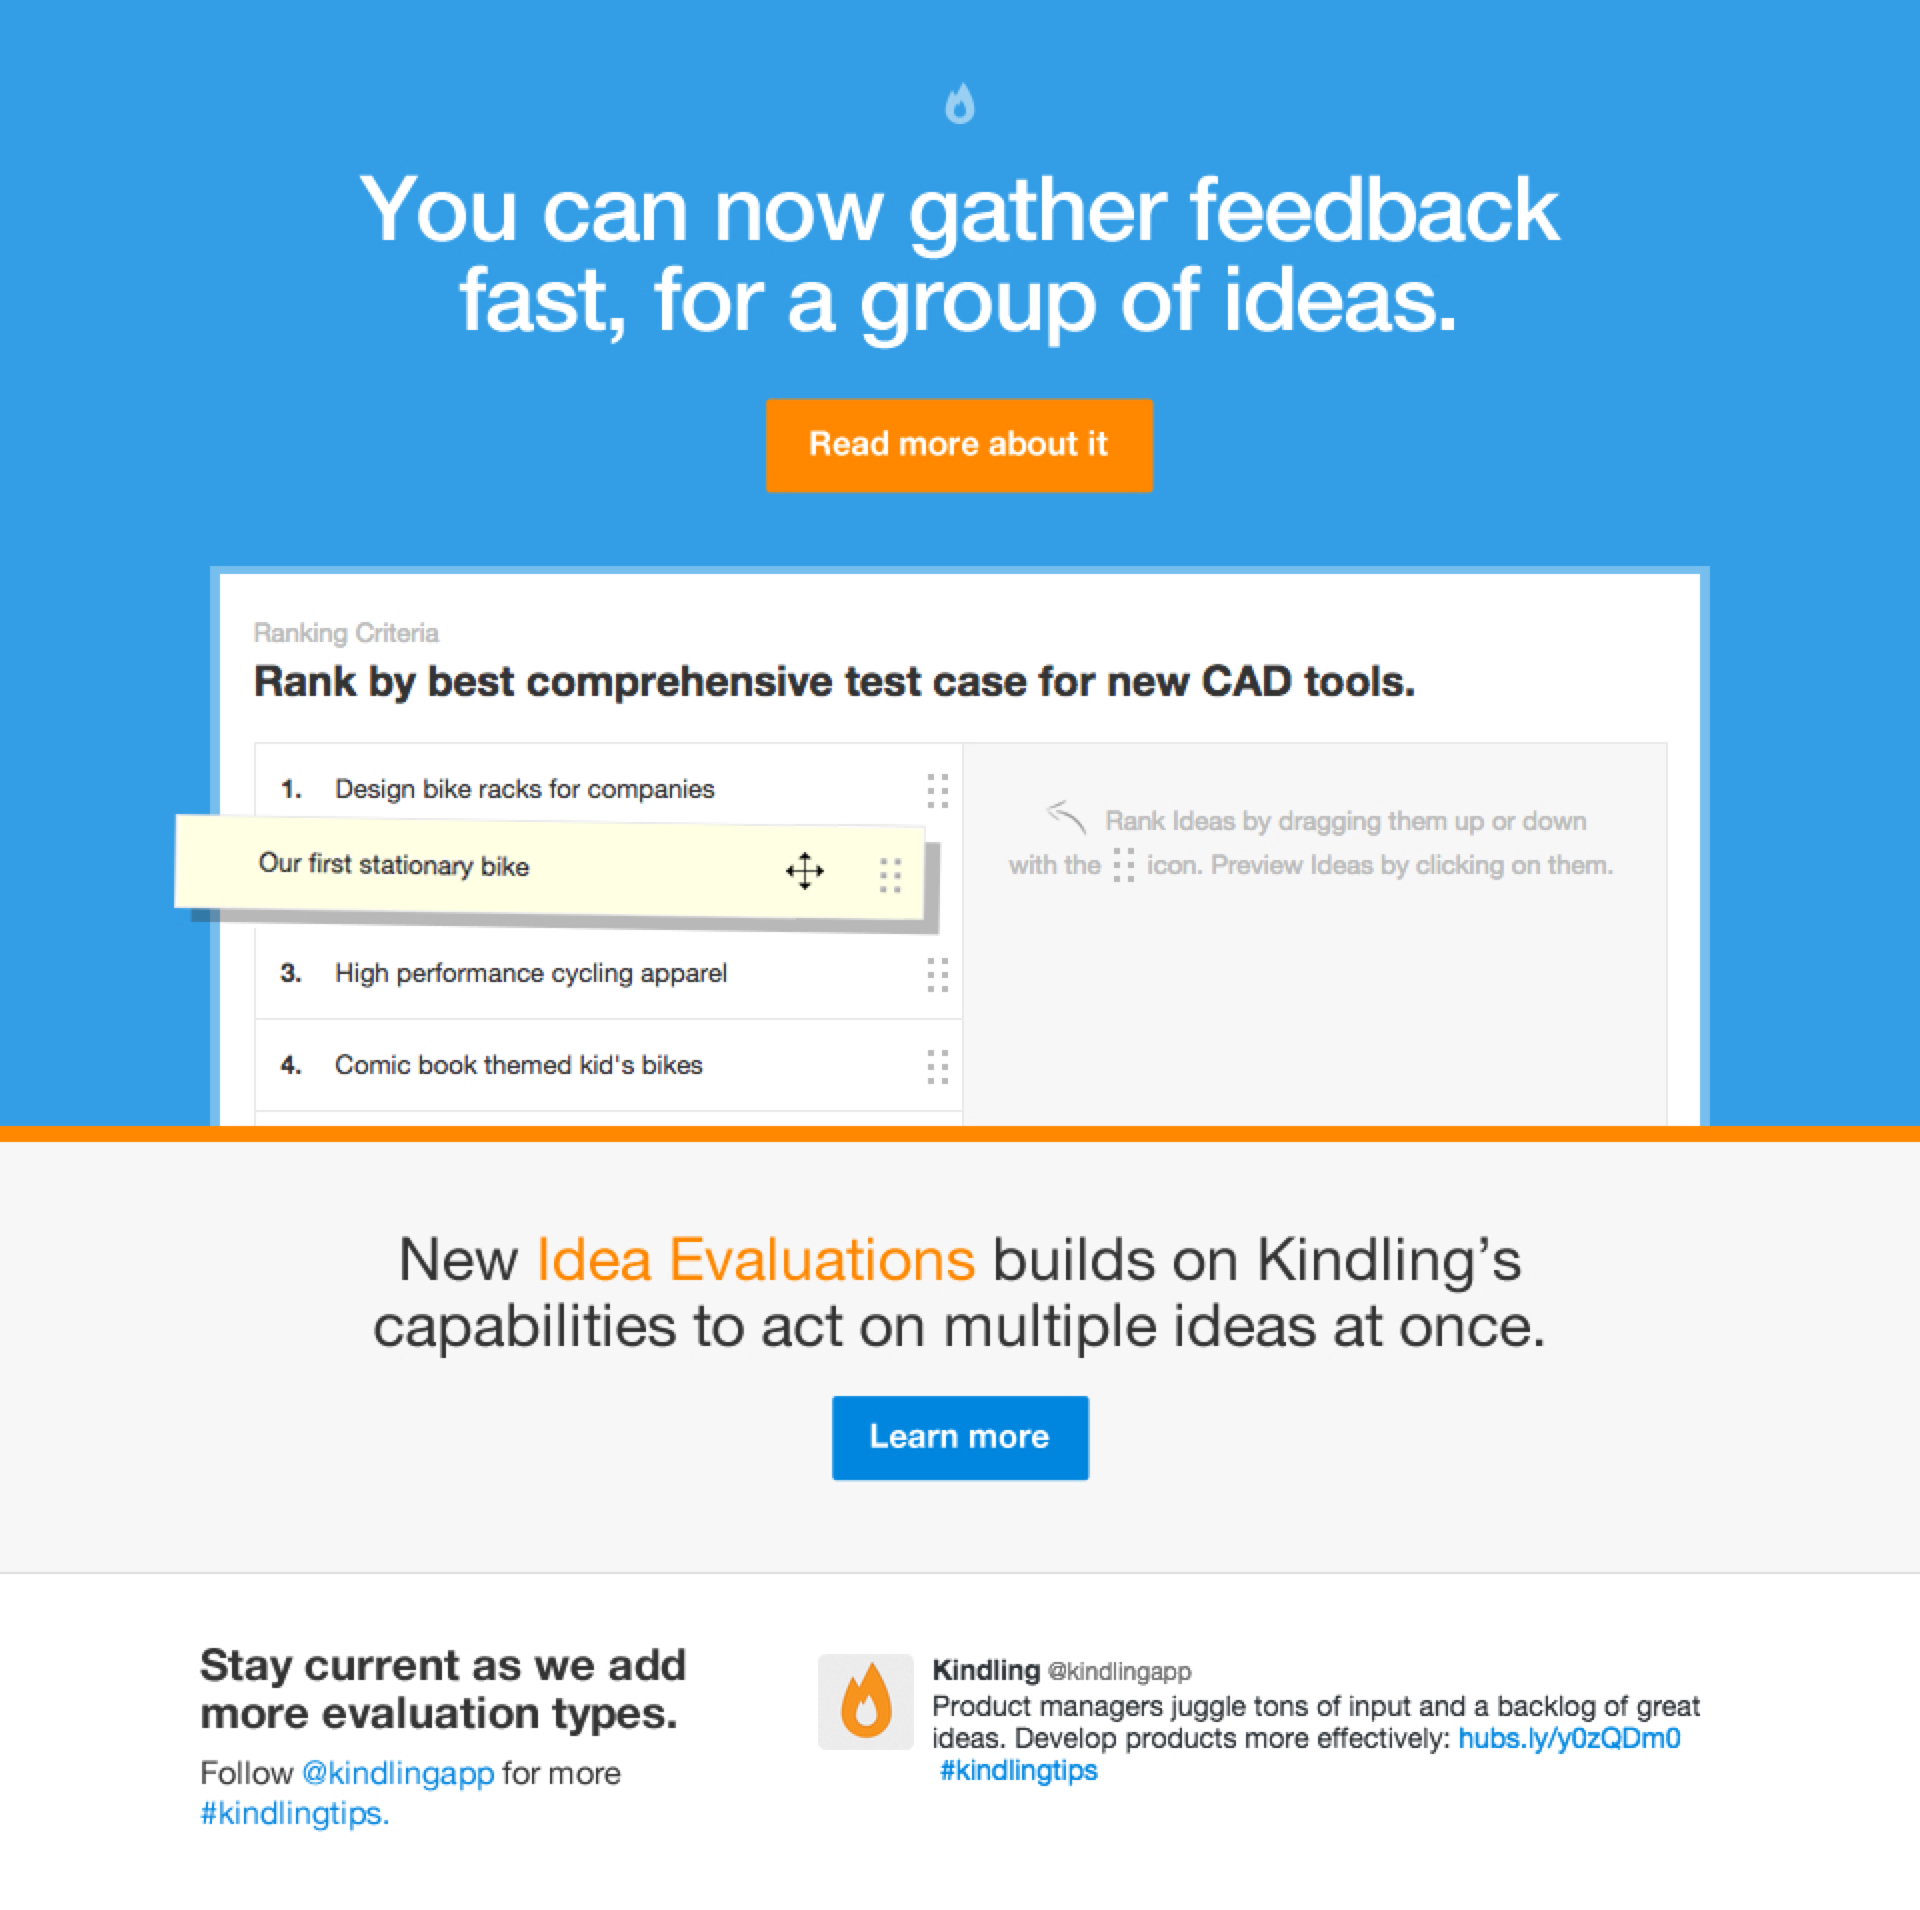 You can now gather feedback
fast, for a group of ideas.
Read more about it
Ranking Criteria
Rank by best comprehensive test case for new CAD tools.
1. Design bike racks for companies
Our first stationary bike
3. High performance cycling apparel
4. Comic book themed kid's bikes
Rank Ideas by dragging them up or down
with the icon. Preview Ideas by clicking on them.
New Idea Evaluations builds on Kindling’s
capabilities to act on multiple ideas at once.
Learn more
Stay current as we add
more evaluation types.
Follow @kindlingapp for more
#kindlingtips.
Kindling @kindlingapp
Product managers juggle tons of input and a backlog of great
ideas. Develop products more effectively: hubs.ly/y0zQDm0
#kindlingtips